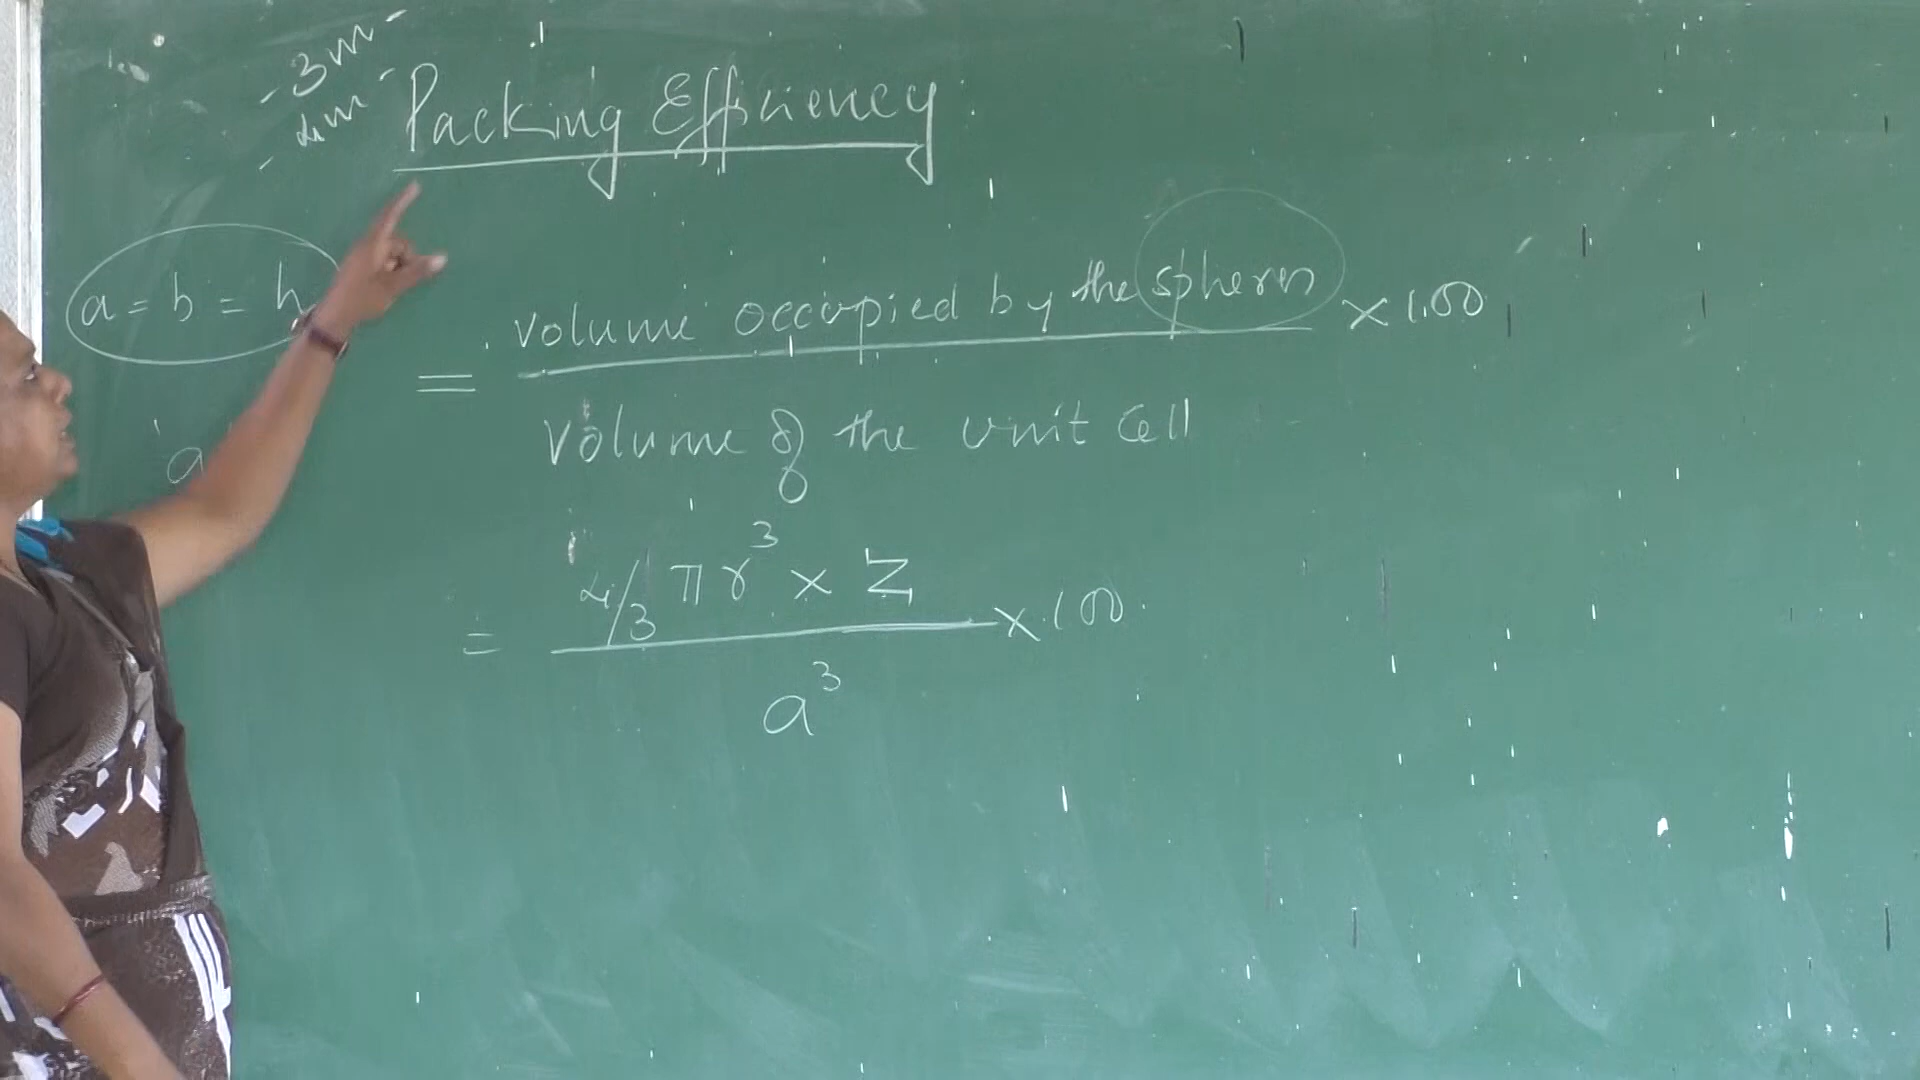 3m
4m
Packing Efficiency
a = b = h
= volume occupied by the spheres × 100
Volume of the unit cell
a
= 4/3 π r³ × Z × 100
a³